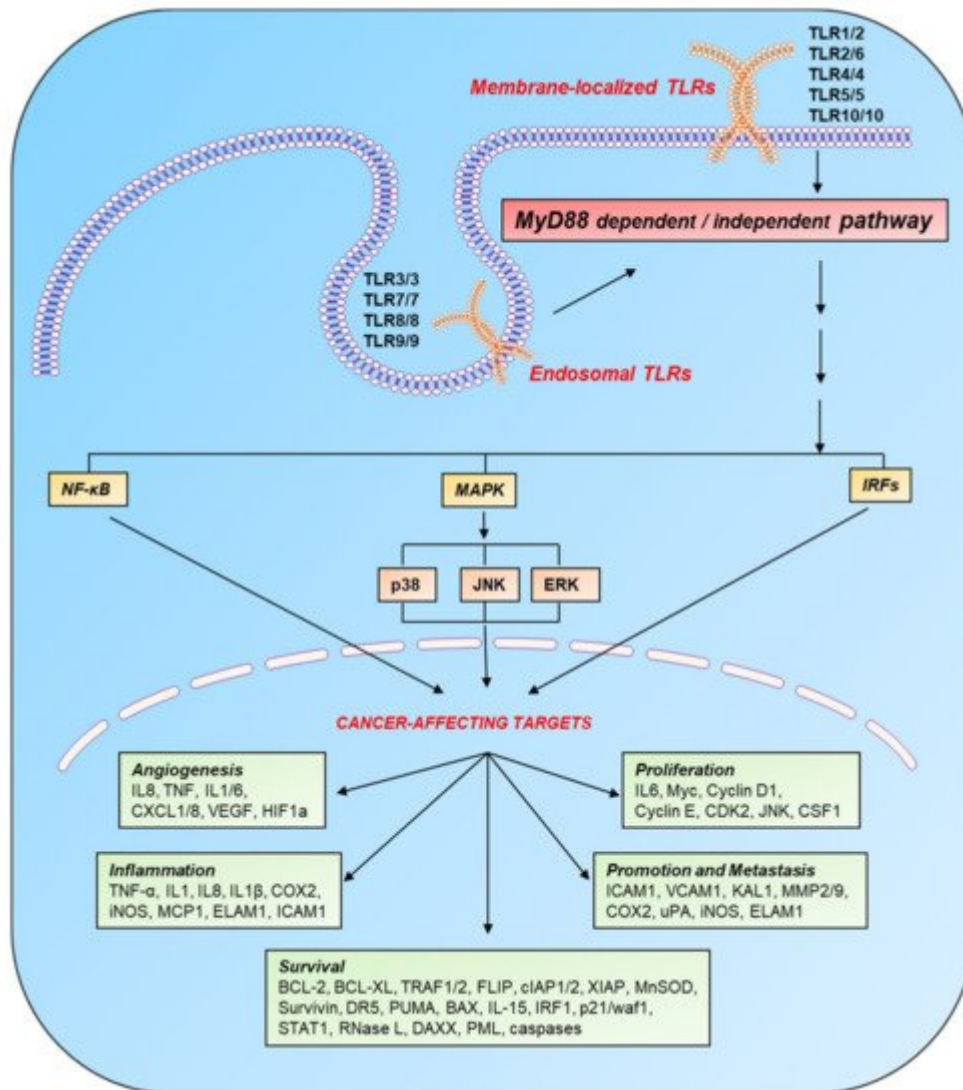 TLR1/2
TLR2/6
TLR4/4
TLR5/5
TLR10/10
Membrane-localized TLRs
MyD88 dependent / independent pathway
TLR3/3
TLR7/7
TLR8/8
TLR9/9
Endosomal TLRs
NF-κB
MAPK
IRFs
p38
JNK
ERK
CANCER-AFFECTING TARGETS
Angiogenesis
IL8, TNF, IL1/6,
CXCL1/8, VEGF, HIF1a
Proliferation
IL6, Myc, Cyclin D1,
Cyclin E, CDK2, JNK, CSF1
Inflammation
TNF-α, IL1, IL8, IL1β, COX2,
iNOS, MCP1, ELAM1, ICAM1
Promotion and Metastasis
ICAM1, VCAM1, KAL1, MMP2/9,
COX2, uPA, iNOS, ELAM1
Survival
BCL-2, BCL-XL, TRAF1/2, FLIP, cIAP1/2, XIAP, MnSOD,
Survivin, DR5, PUMA, BAX, IL-15, IRF1, p21/waf1,
STAT1, RNase L, DAXX, PML, caspases